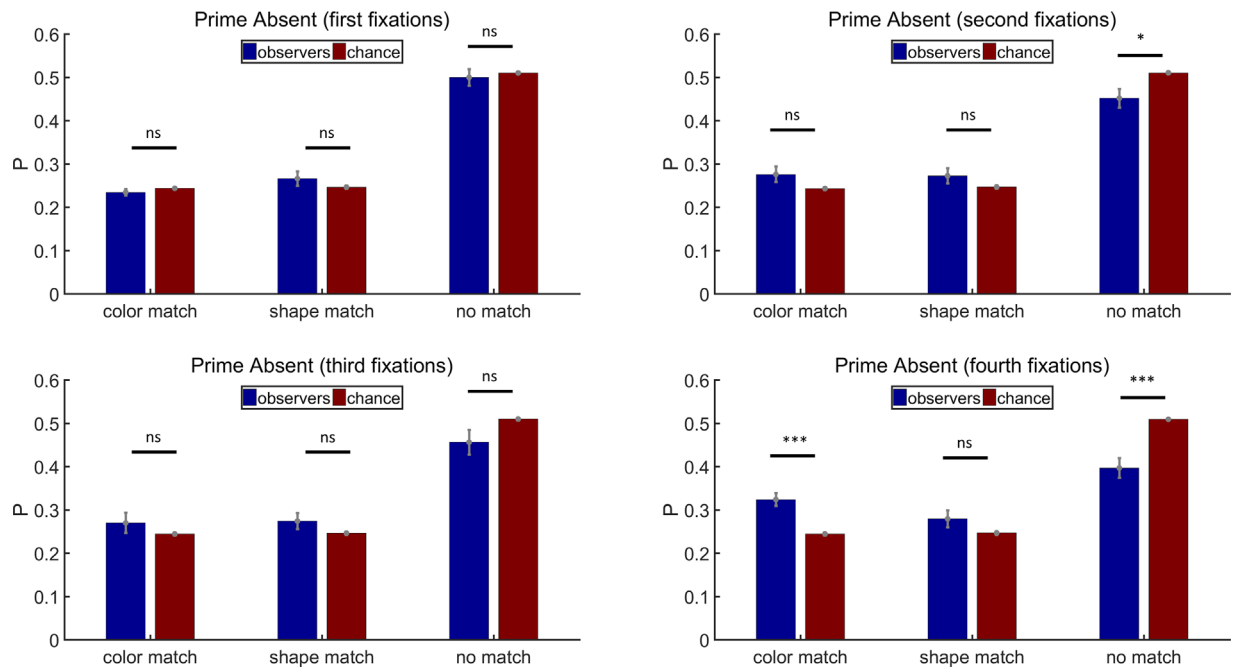 Prime Absent (first fixations)
observers chance
P
0.6
0.5
0.4
0.3
0.2
0.1
0
ns
ns
ns
color match
shape match
no match
Prime Absent (second fixations)
observers chance
P
0.6
0.5
0.4
0.3
0.2
0.1
0
ns
ns
*
color match
shape match
no match
Prime Absent (third fixations)
observers chance
P
0.6
0.5
0.4
0.3
0.2
0.1
0
ns
ns
ns
color match
shape match
no match
Prime Absent (fourth fixations)
observers chance
P
0.6
0.5
0.4
0.3
0.2
0.1
0
***
ns
***
color match
shape match
no match